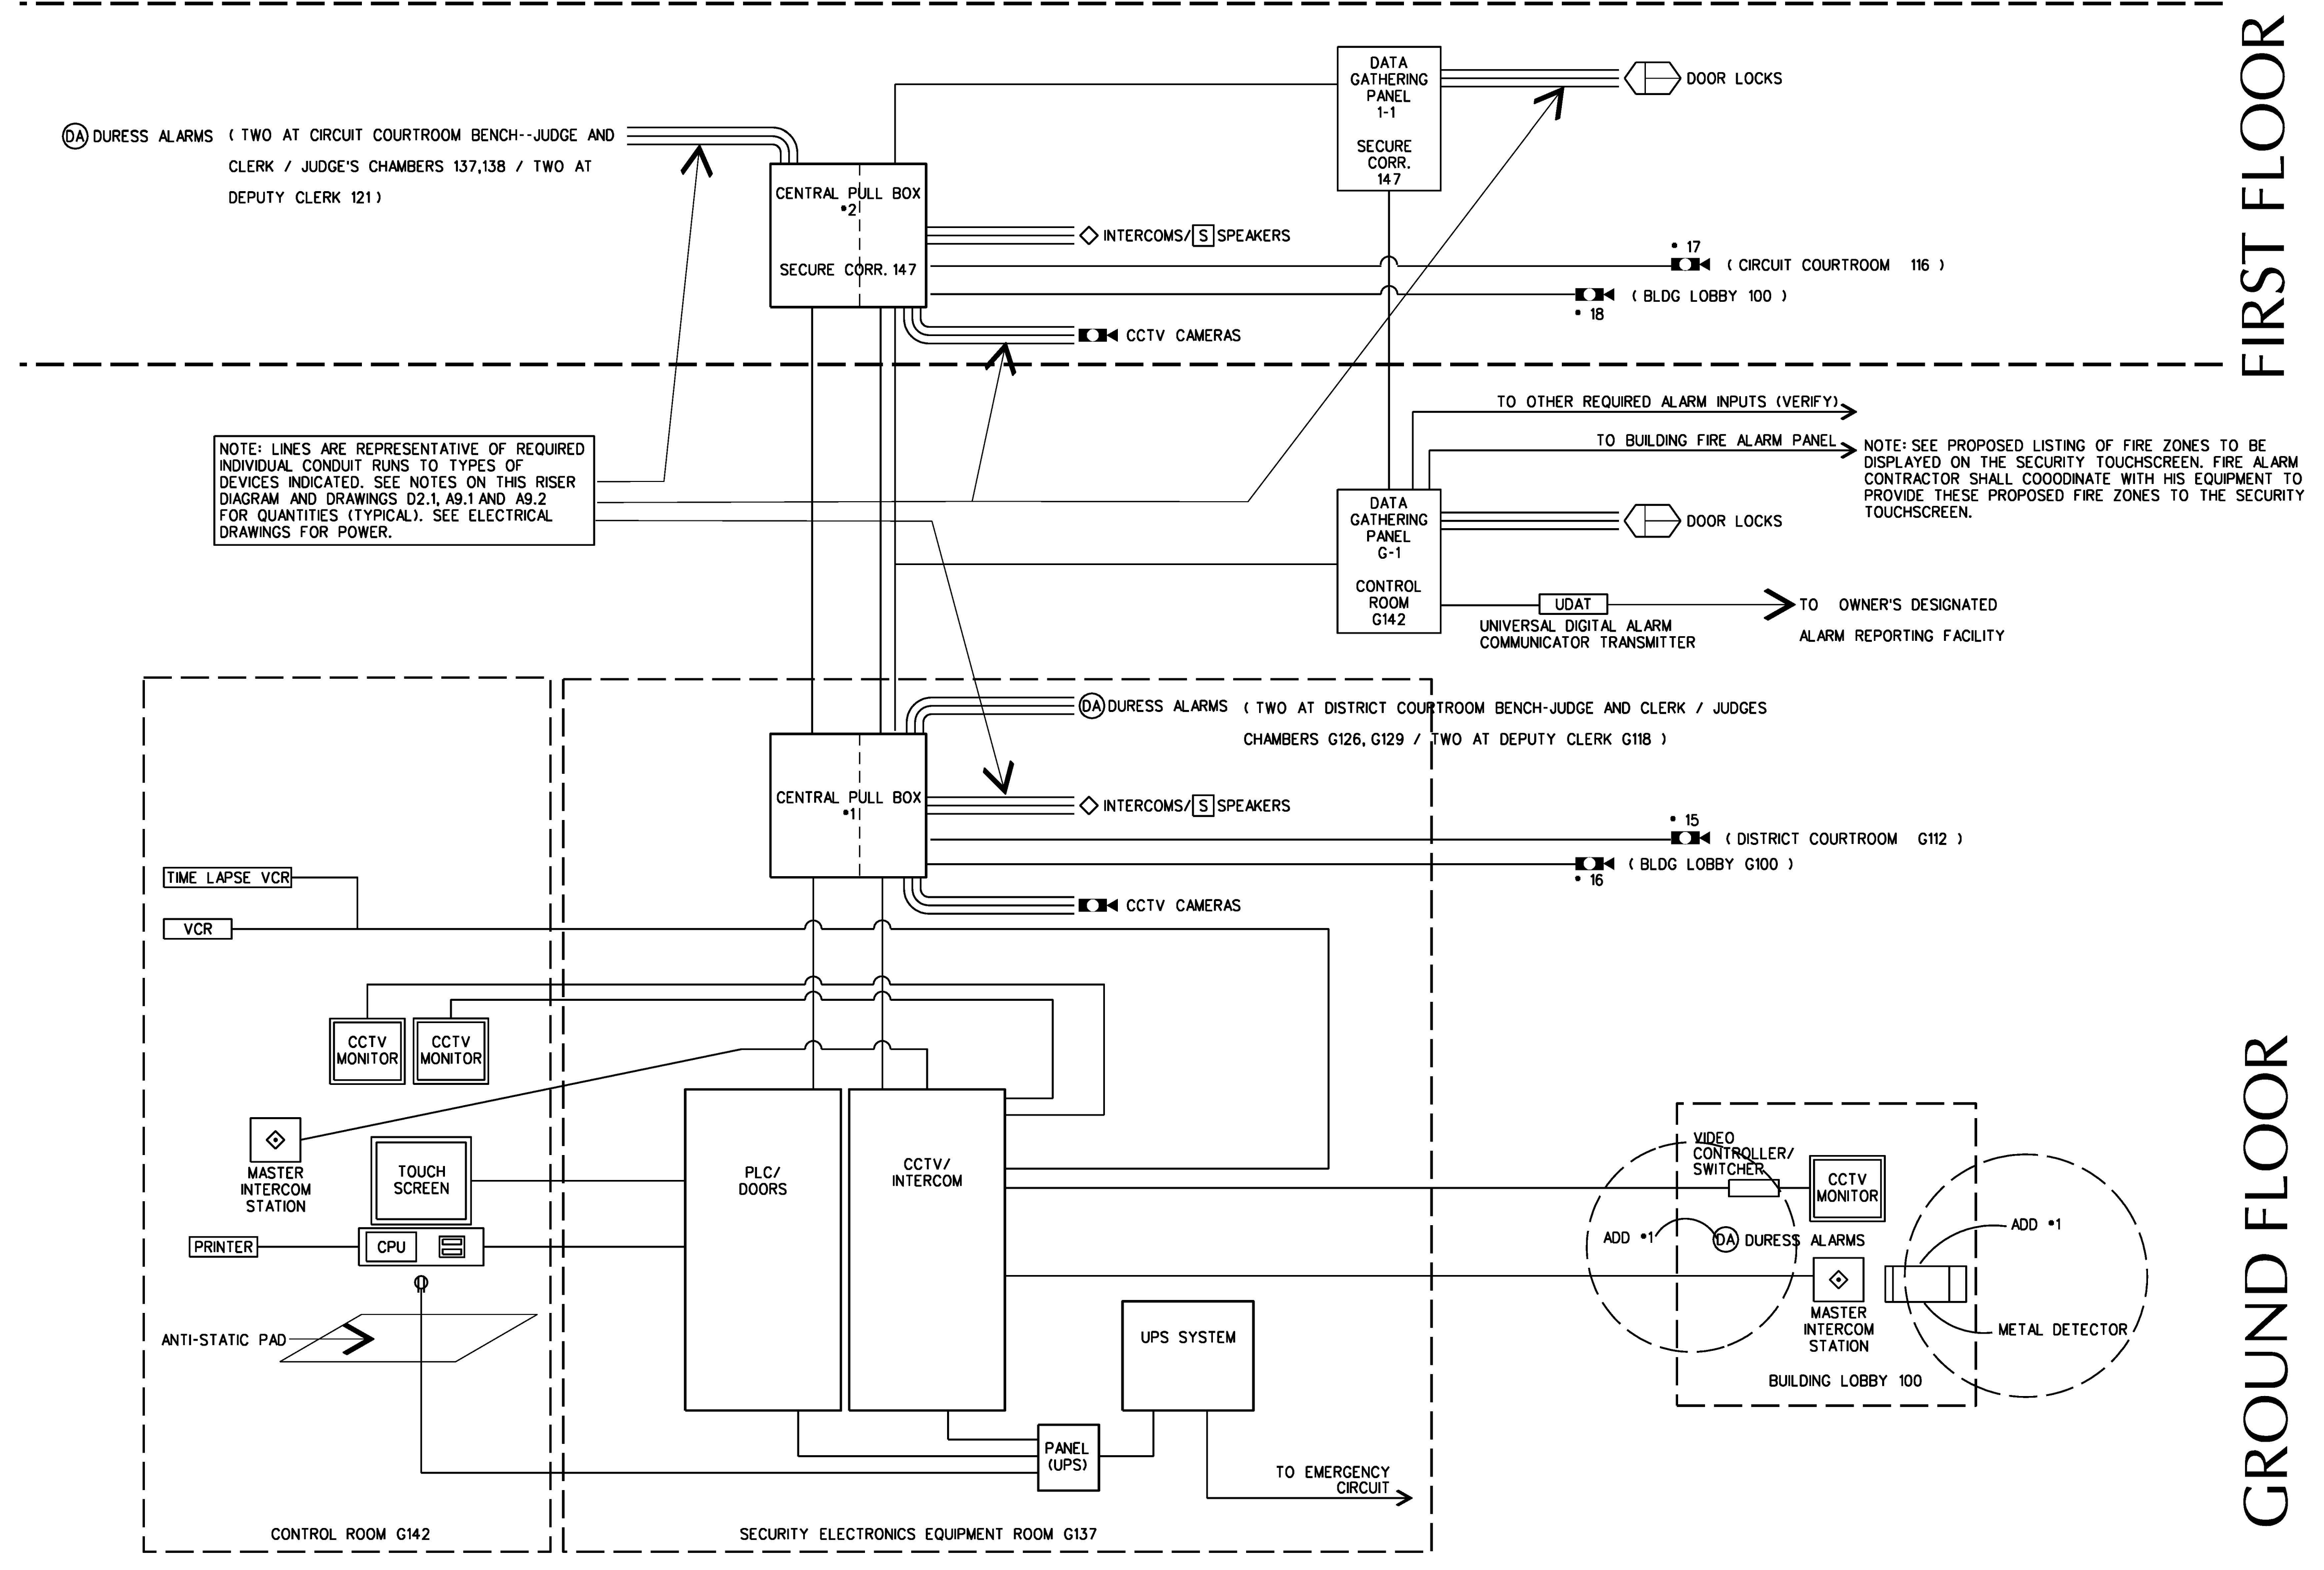 FIRST FLOOR
DATA
GATHERING
PANEL
1-1
SECURE
CORR.
147
DOOR LOCKS
DA DURESS ALARMS ( TWO AT CIRCUIT COURTROOM BENCH--JUDGE AND
CLERK / JUDGE'S CHAMBERS 137,138 / TWO AT
DEPUTY CLERK 121 )
CENTRAL PULL BOX
•2
SECURE CORR. 147
INTERCOMS/ S SPEAKERS
• 17
( CIRCUIT COURTROOM 116 )
( BLDG LOBBY 100 )
• 18
CCTV CAMERAS
TO OTHER REQUIRED ALARM INPUTS (VERIFY)
TO BUILDING FIRE ALARM PANEL
NOTE: SEE PROPOSED LISTING OF FIRE ZONES TO BE
DISPLAYED ON THE SECURITY TOUCHSCREEN. FIRE ALARM
CONTRACTOR SHALL COOODINATE WITH HIS EQUIPMENT TO
PROVIDE THESE PROPOSED FIRE ZONES TO THE SECURITY
TOUCHSCREEN.
NOTE: LINES ARE REPRESENTATIVE OF REQUIRED
INDIVIDUAL CONDUIT RUNS TO TYPES OF
DEVICES INDICATED. SEE NOTES ON THIS RISER
DIAGRAM AND DRAWINGS D2.1, A9.1 AND A9.2
FOR QUANTITIES (TYPICAL). SEE ELECTRICAL
DRAWINGS FOR POWER.
DATA
GATHERING
PANEL
G-1
CONTROL
ROOM
G142
DOOR LOCKS
UDAT
UNIVERSAL DIGITAL ALARM
COMMUNICATOR TRANSMITTER
TO OWNER'S DESIGNATED
ALARM REPORTING FACILITY
DA DURESS ALARMS ( TWO AT DISTRICT COURTROOM BENCH-JUDGE AND CLERK / JUDGES
CHAMBERS G126, G129 / TWO AT DEPUTY CLERK G118 )
CENTRAL PULL BOX
•1
INTERCOMS/ S SPEAKERS
• 15
( DISTRICT COURTROOM G112 )
( BLDG LOBBY G100 )
• 16
CCTV CAMERAS
TIME LAPSE VCR
VCR
CCTV
MONITOR
CCTV
MONITOR
MASTER
INTERCOM
STATION
TOUCH
SCREEN
PRINTER
CPU
ANTI-STATIC PAD
PLC/
DOORS
CCTV/
INTERCOM
UPS SYSTEM
PANEL
(UPS)
TO EMERGENCY
CIRCUIT
CONTROL ROOM G142
SECURITY ELECTRONICS EQUIPMENT ROOM G137
VIDEO
CONTROLLER/
SWITCHER
CCTV
MONITOR
ADD •1
DA DURESS ALARMS
ADD •1
MASTER
INTERCOM
STATION
METAL DETECTOR
BUILDING LOBBY 100
GROUND FLOOR